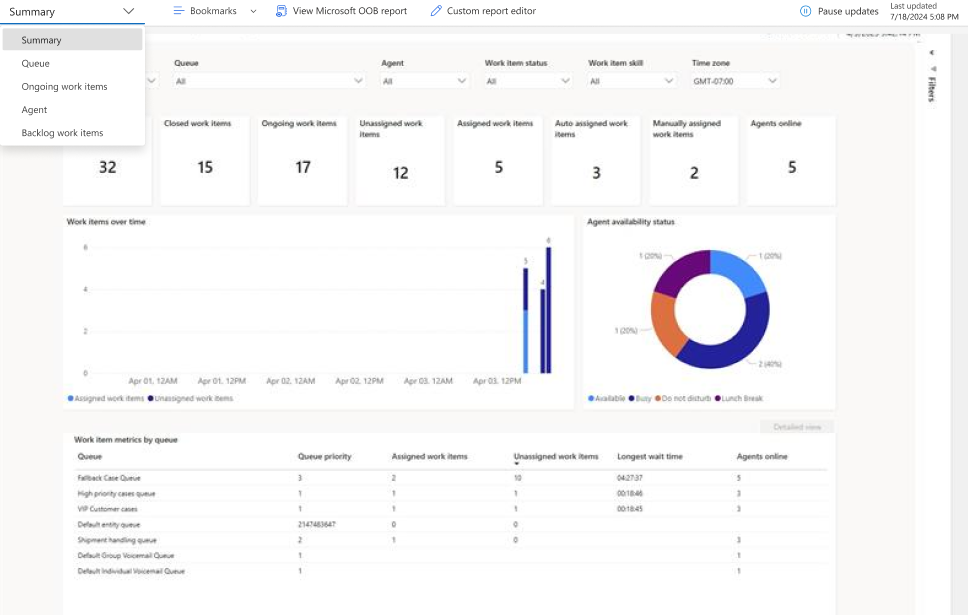 Summary
Bookmarks
View Microsoft OOB report
Custom report editor
Pause updates
Last updated
7/18/2024 5:08 PM
Summary
Queue
Ongoing work items
Agent
Backlog work items
Queue
All
Agent
All
Work item status
All
Work item skill
All
Time zone
GMT-07:00
Filters
32
Closed work items
15
Ongoing work items
17
Unassigned work
items
12
Assigned work items
5
Auto assigned work
items
3
Manually assigned
work items
2
Agents online
5
Work items over time
6
4
2
0
5
4
6
Apr 01, 12AM Apr 01, 12PM Apr 02, 12AM Apr 02, 12PM Apr 03, 12AM Apr 03, 12PM
Assigned work items Unassigned work items
Agent availability status
1 (20%)
1 (20%)
1 (20%)
2 (40%)
Available Busy Do not disturb Lunch Break
Detailed view
Work item metrics by queue
Queue Queue priority Assigned work items Unassigned work items Longest wait time Agents online
Fallback Case Queue 3 2 10 04:27:37 5
High priority cases queue 1 1 1 00:18:46 3
VIP Customer cases 1 1 1 00:18:45 3
Default entity queue 2147483647 0 0
Shipment handling queue 2 1 0 3
Default Group Voicemail Queue 1 1
Default Individual Voicemail Queue 1 1